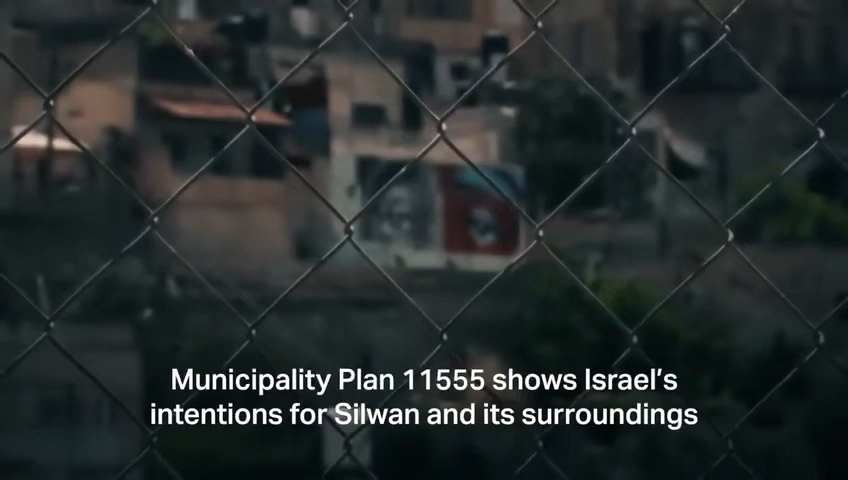 Municipality Plan 11555 shows Israel’s
intentions for Silwan and its surroundings